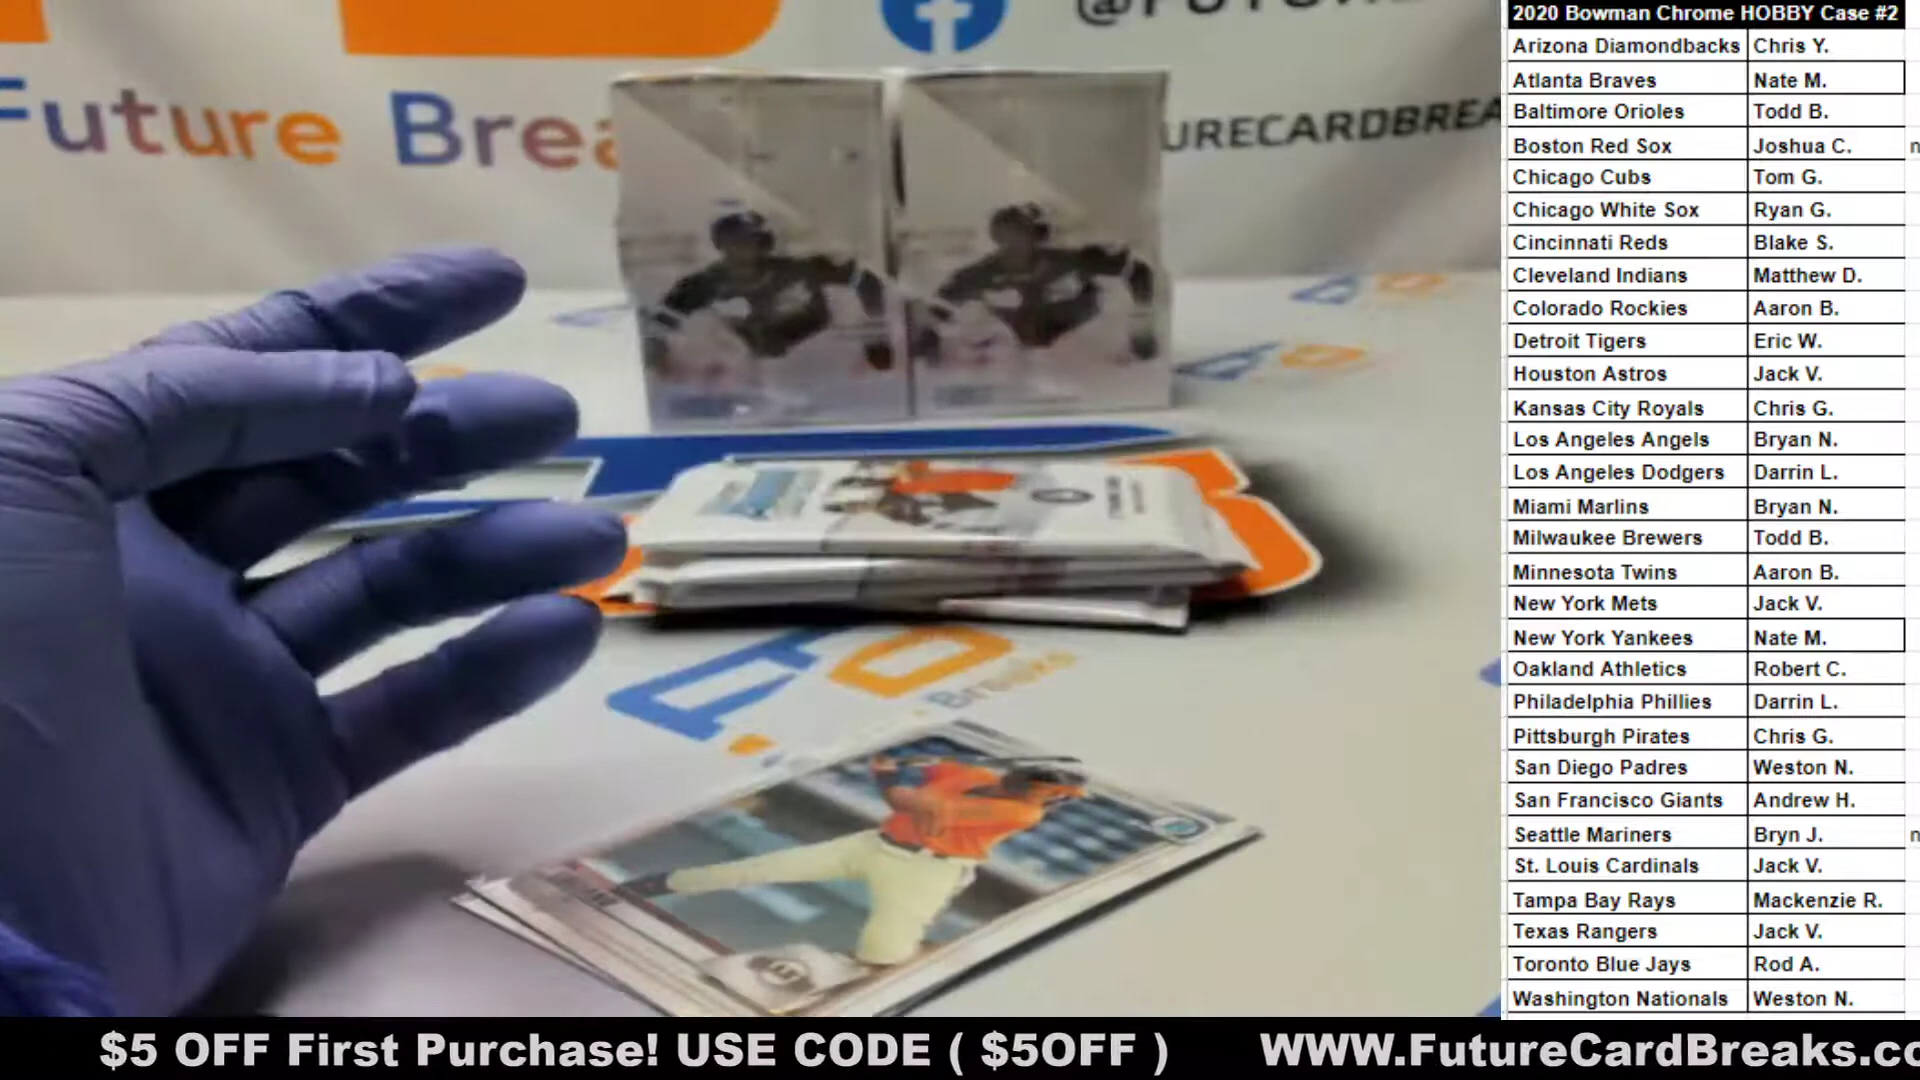 @FUTURE
Future Brea
URECARDBREA
Breaks
2020 Bowman Chrome HOBBY Case #2
Arizona Diamondbacks Chris Y.
Atlanta Braves Nate M.
Baltimore Orioles Todd B.
Boston Red Sox Joshua C. n
Chicago Cubs Tom G.
Chicago White Sox Ryan G.
Cincinnati Reds Blake S.
Cleveland Indians Matthew D.
Colorado Rockies Aaron B.
Detroit Tigers Eric W.
Houston Astros Jack V.
Kansas City Royals Chris G.
Los Angeles Angels Bryan N.
Los Angeles Dodgers Darrin L.
Miami Marlins Bryan N.
Milwaukee Brewers Todd B.
Minnesota Twins Aaron B.
New York Mets Jack V.
New York Yankees Nate M.
Oakland Athletics Robert C.
Philadelphia Phillies Darrin L.
Pittsburgh Pirates Chris G.
San Diego Padres Weston N.
San Francisco Giants Andrew H.
Seattle Mariners Bryn J. n
St. Louis Cardinals Jack V.
Tampa Bay Rays Mackenzie R.
Texas Rangers Jack V.
Toronto Blue Jays Rod A.
Washington Nationals Weston N.
$5 OFF First Purchase! USE CODE ( $5OFF ) WWW.FutureCardBreaks.co